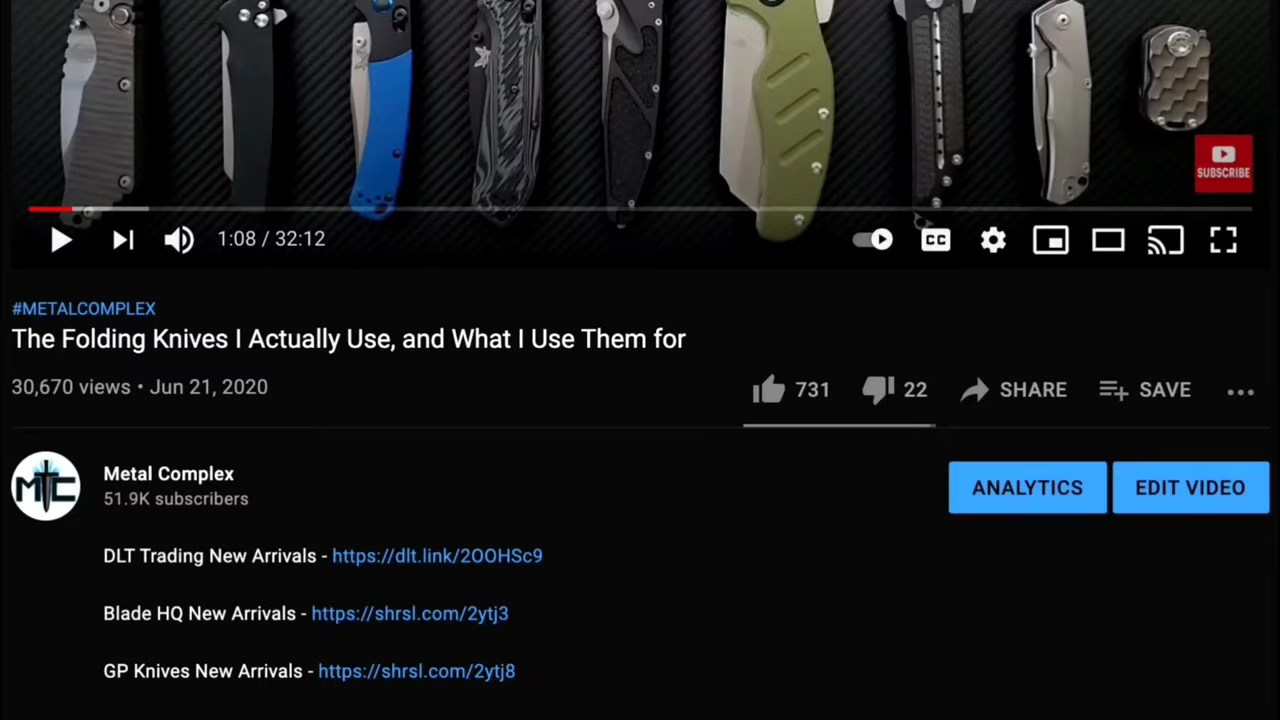 SUBSCRIBE
1:08 / 32:12
CC
#METALCOMPLEX
The Folding Knives I Actually Use, and What I Use Them for
30,670 views • Jun 21, 2020
731
22
SHARE
SAVE
MTC
Metal Complex
51.9K subscribers
ANALYTICS
EDIT VIDEO
DLT Trading New Arrivals - https://dlt.link/2OOHSc9
Blade HQ New Arrivals - https://shrsl.com/2ytj3
GP Knives New Arrivals - https://shrsl.com/2ytj8